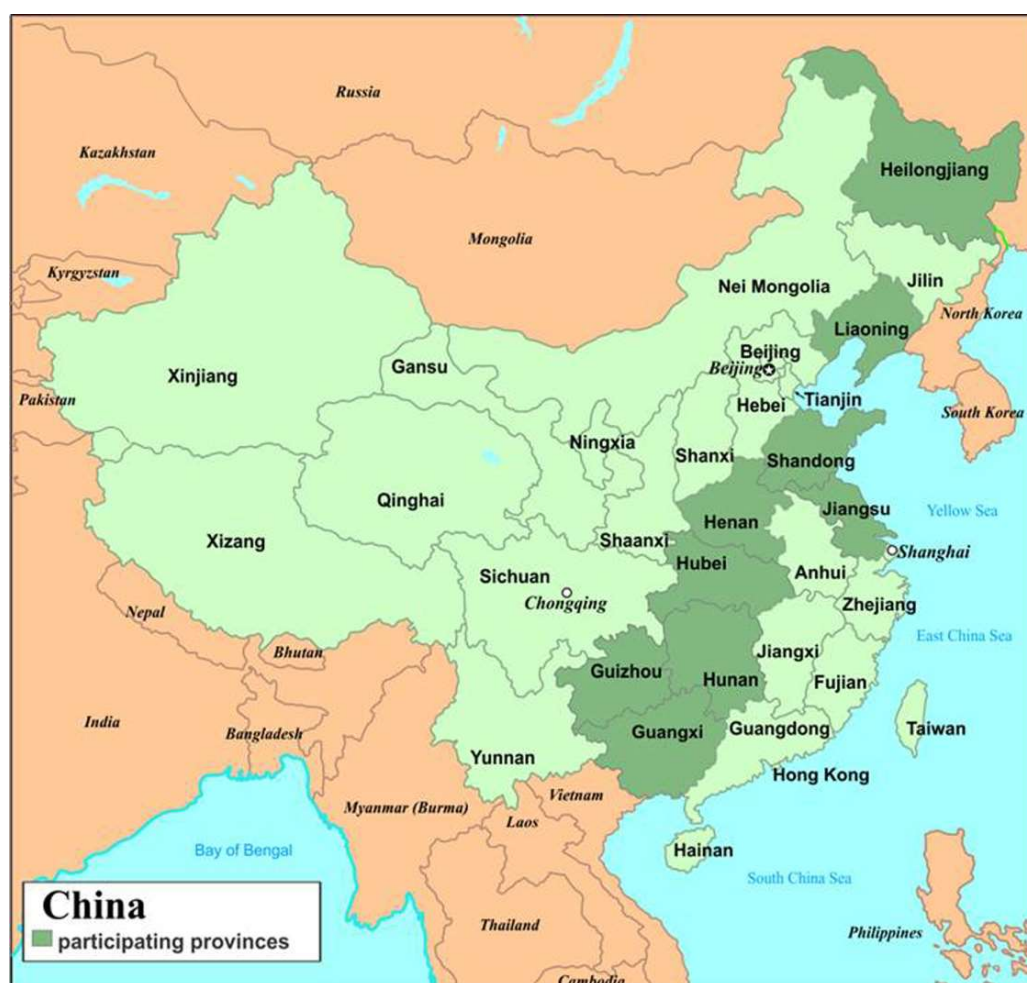 Russia
Kazakhstan
Heilongjiang
Mongolia
Kyrgyzstan
Jilin
Nei Mongolia
North Korea
Liaoning
Beijing
Gansu
Beijing
Xinjiang
Pakistan
Tianjin
Hebei
South Korea
Ningxia
Shanxi
Shandong
Qinghai
Jiangsu
Yellow Sea
Henan
Xizang
Shaanxi
Shanghai
Hubei
Anhui
Sichuan
Chongqing
Zhejiang
Nepal
East China Sea
Bhutan
Jiangxi
Guizhou
Hunan
Fujian
India
Bangladesh
Guangxi
Guangdong
Taiwan
Yunnan
Hong Kong
Vietnam
Myanmar (Burma)
Laos
Bay of Bengal
Hainan
South China Sea
China
participating provinces
Thailand
Philippines
Cambodia